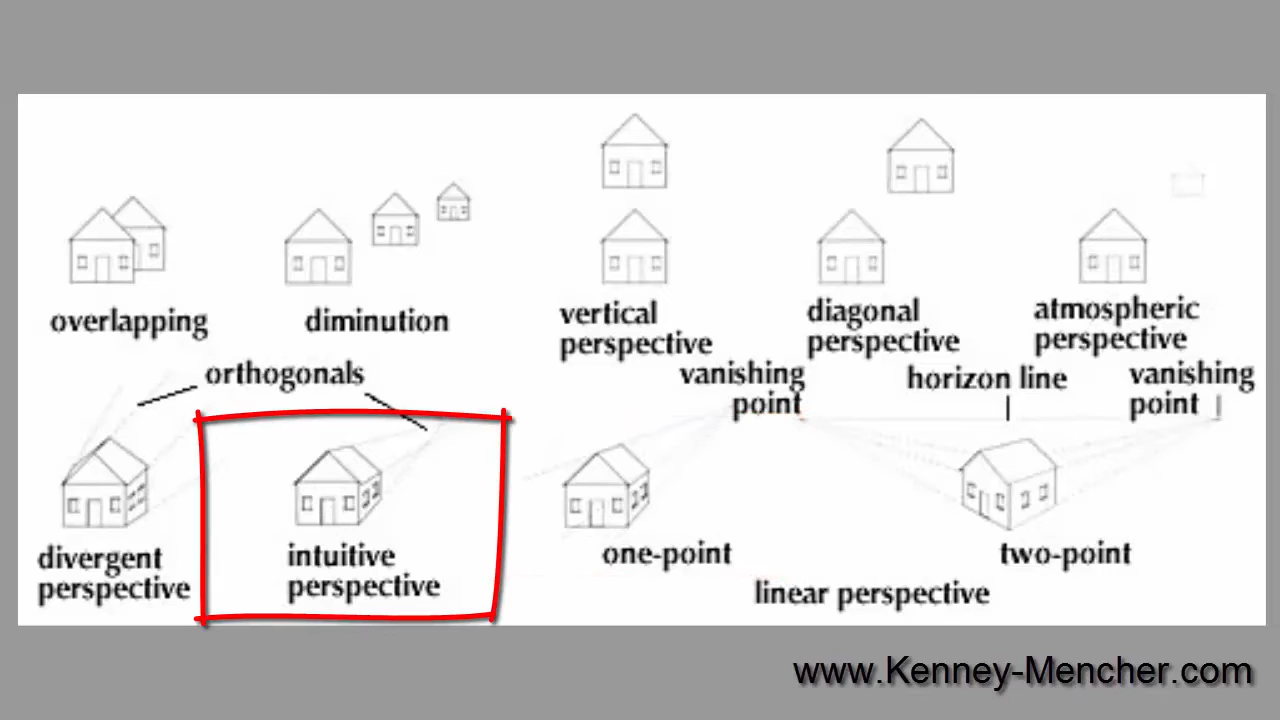 overlapping
diminution
vertical
perspective
diagonal
perspective
atmospheric
perspective
orthogonals
vanishing
point
horizon line
vanishing
point
divergent
perspective
intuitive
perspective
one-point
two-point
linear perspective
www.Kenney-Mencher.com